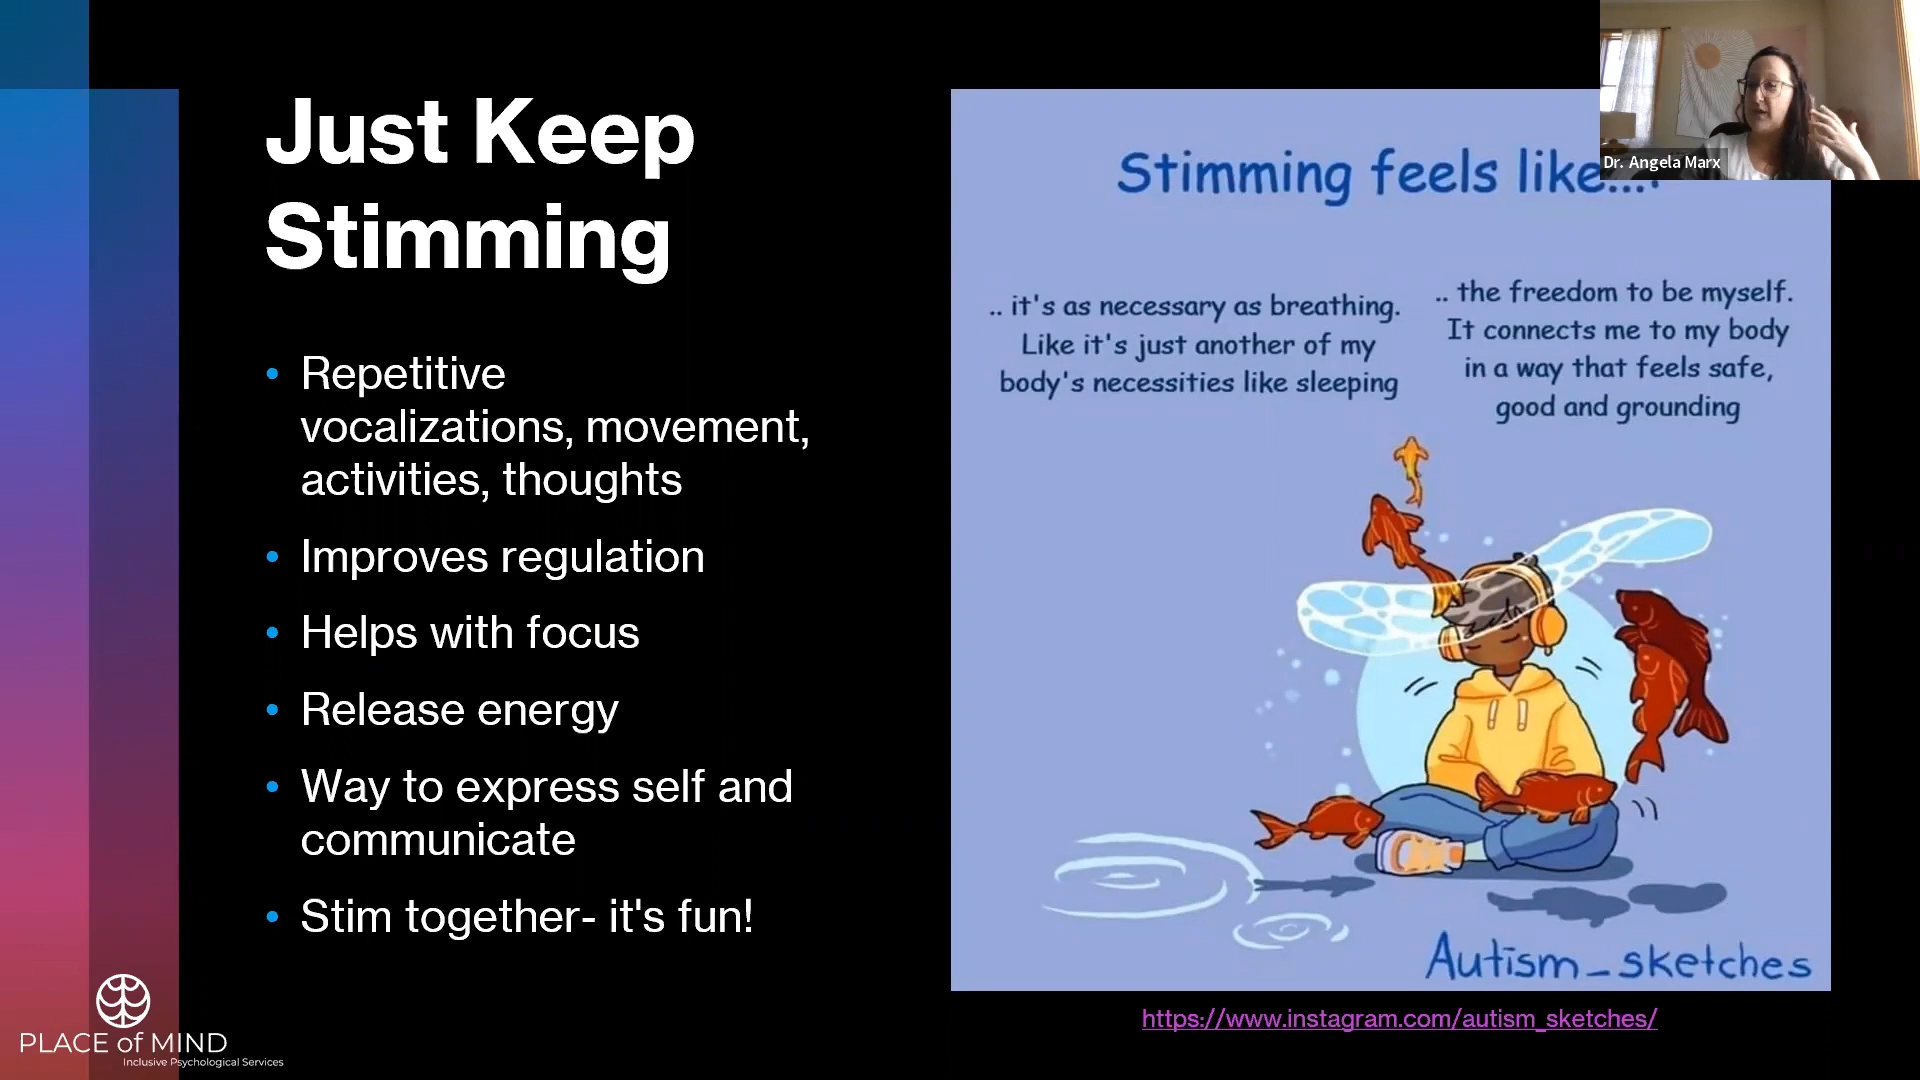 Just Keep
Stimming
• Repetitive
vocalizations, movement,
activities, thoughts
• Improves regulation
• Helps with focus
• Release energy
• Way to express self and
communicate
• Stim together- it's fun!
PLACE of MIND
Inclusive Psychological Services
Stimming feels like....
.. it's as necessary as breathing.
Like it's just another of my
body's necessities like sleeping
.. the freedom to be myself.
It connects me to my body
in a way that feels safe,
good and grounding
Autism_sketches
https://www.instagram.com/autism_sketches/
Dr. Angela Marx